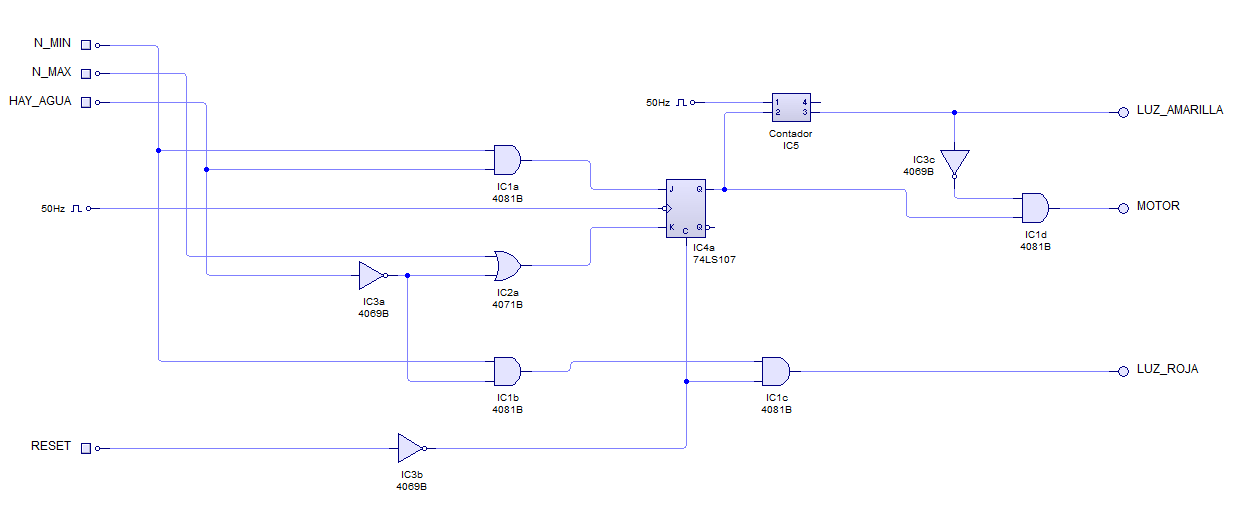 N_MIN
N_MAX
HAY_AGUA
50Hz
1 4
2 3
Contador
IC5
LUZ_AMARILLA
IC3c
4069B
IC1a
4081B
J Q
50Hz
K C Q
IC4a
74LS107
MOTOR
IC1d
4081B
IC3a
4069B
IC2a
4071B
IC1b
4081B
IC1c
4081B
LUZ_ROJA
RESET
IC3b
4069B